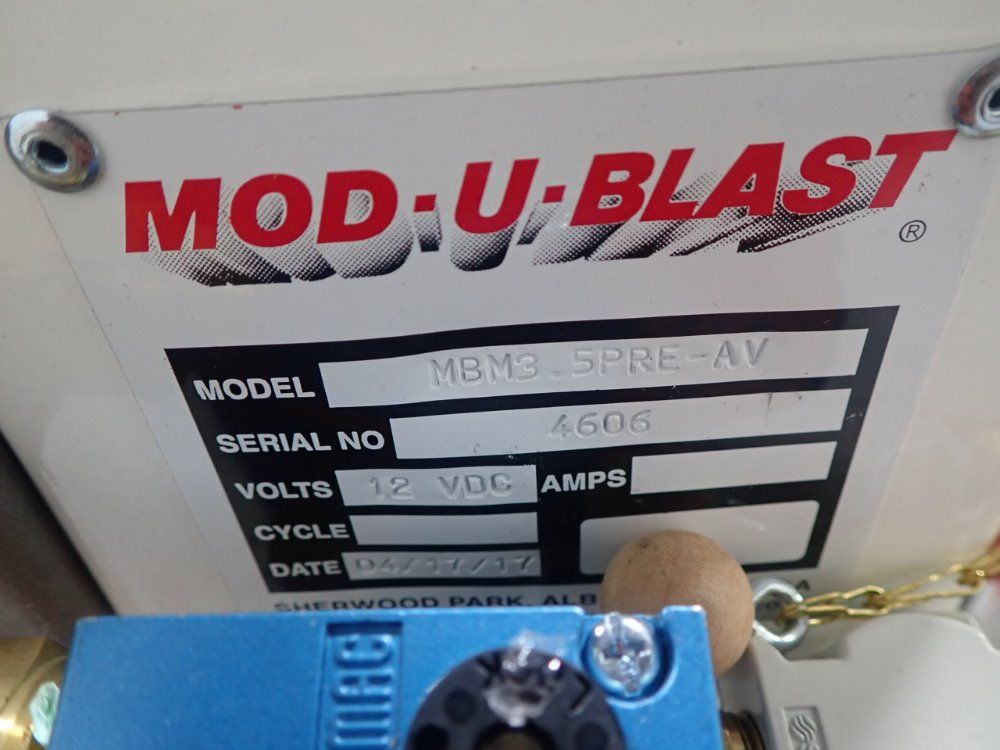 MOD·U·BLAST
®
MODEL MBM3.5PRE-AV
SERIAL NO 4606
VOLTS 12 VDC AMPS
CYCLE
DATE 04/17/17
SHERWOOD PARK,
mac
LOCK